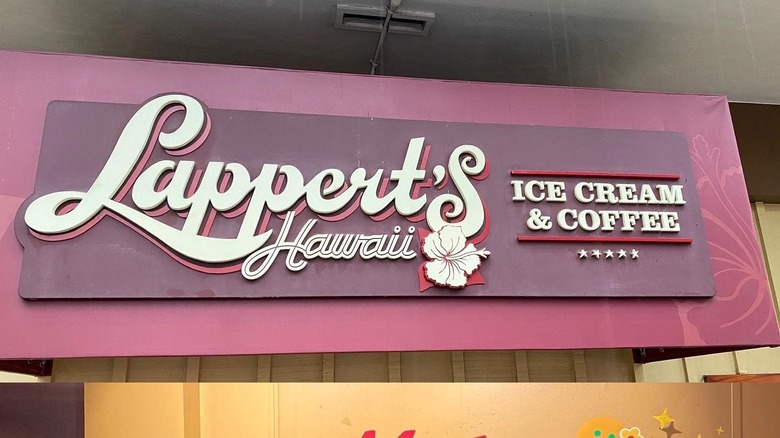 Lappert's
Hawaii
ICE CREAM
& COFFEE